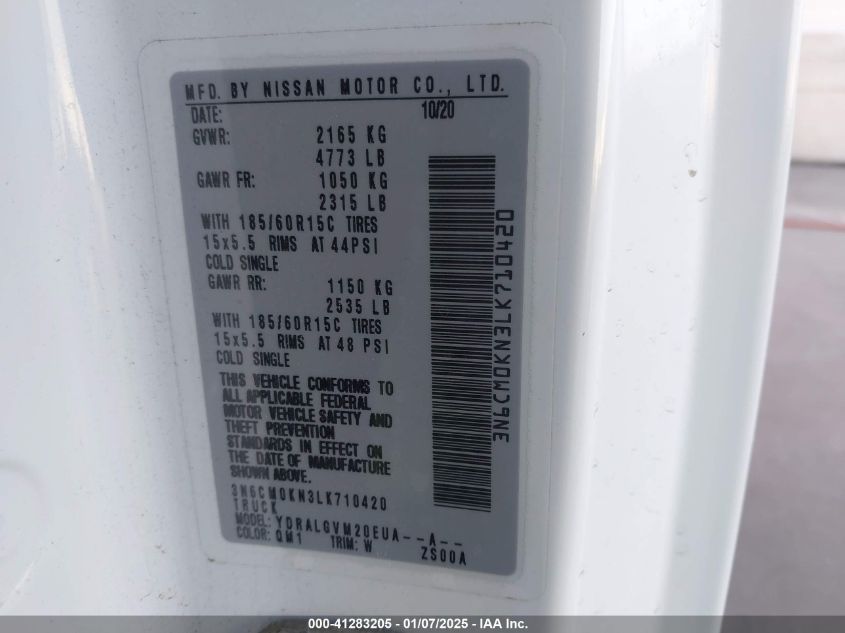 MFD. BY NISSAN MOTOR CO., LTD.
DATE: 10/20
GVWR: 2165 KG
4773 LB
GAWR FR: 1050 KG
2315 LB
WITH 185/60R15C TIRES
15x5.5 RIMS AT 44PSI
COLD SINGLE
GAWR RR: 1150 KG
2535 LB
WITH 185/60R15C TIRES
15x5.5 RIMS AT 48 PSI
COLD SINGLE
THIS VEHICLE CONFORMS TO
ALL APPLICABLE FEDERAL
MOTOR VEHICLE SAFETY AND
THEFT PREVENTION
STANDARDS IN EFFECT ON
THE DATE OF MANUFACTURE
SHOWN ABOVE.
3N6CM0KN3LK710420
TRUCK
MODEL: YDRALGVM20EUA--A--
COLOR: QM1 TRIM: W ZS00A
3N6CM0KN3LK710420
000-41283205 - 01/07/2025 - IAA Inc.